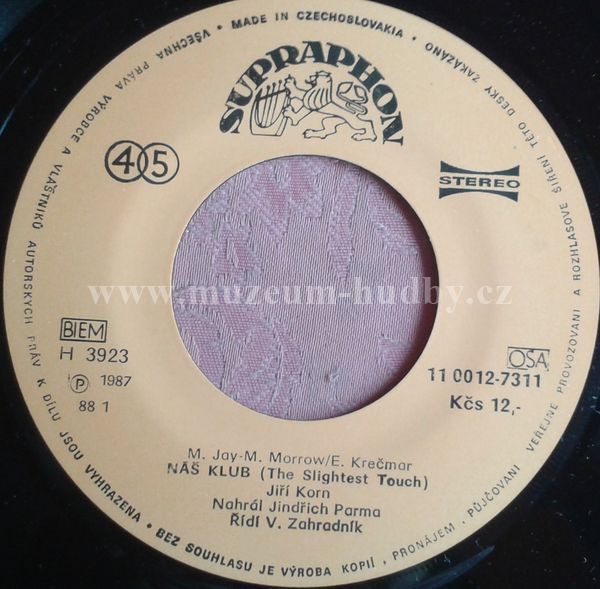 VŠECHNA PRÁVA VÝROBCE A VLASTNÍKŮ AUTORSKÝCH PRÁV K DÍLU JSOU VYHRAZENA • BEZ SOUHLASU JE VÝROBA KOPIÍ, PRONÁJEM, PŮJČOVÁNÍ VEŘEJNÉ PROVOZOVÁNÍ A ROZHLASOVÉ ŠÍŘENÍ TÉTO DESKY ZAKÁZÁNO • MADE IN CZECHOSLOVAKIA •
SUPRAPHON
45
STEREO
www.muzeum-hudby.cz
BIEM
H 3923
Ⓟ 1987
88 1
OSA
11 0012-7311
Kčs 12,-
M. Jay-M. Morrow/E. Krečmar
NÁŠ KLUB (The Slightest Touch)
Jiří Korn
Nahrál Jindřich Parma
Řídí V. Zahradník